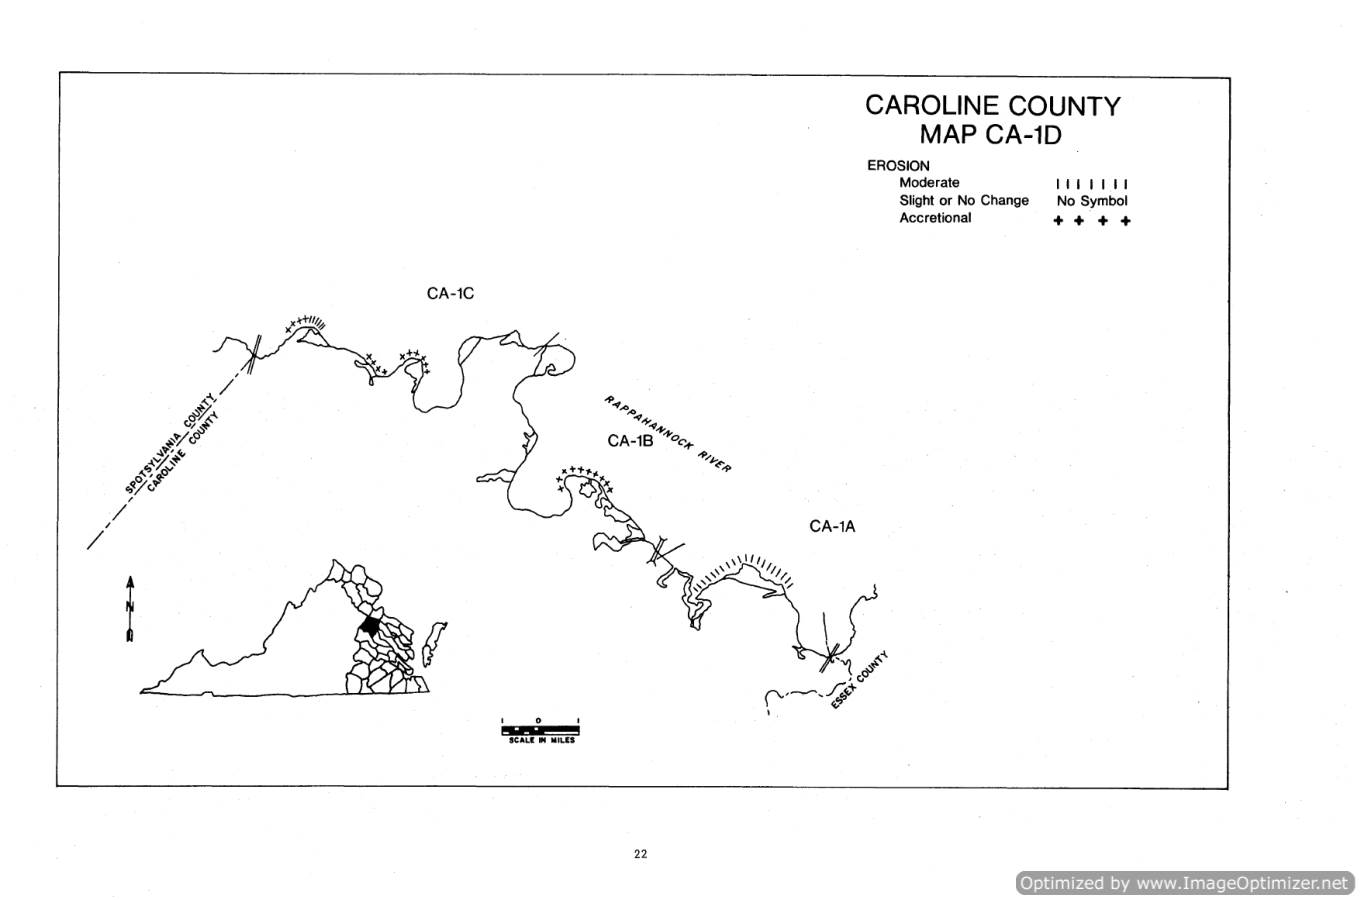 CAROLINE COUNTY
MAP CA-1D
EROSION
Moderate
Slight or No Change No Symbol
Accretional
CA-1C
RAPPAHANNOCK RIVER
CA-1B
SPOTSYLVANIA COUNTY
CAROLINE COUNTY
CA-1A
N
ESSEX COUNTY
1 0 1
SCALE IN MILES
22
Optimized by www.ImageOptimizer.net